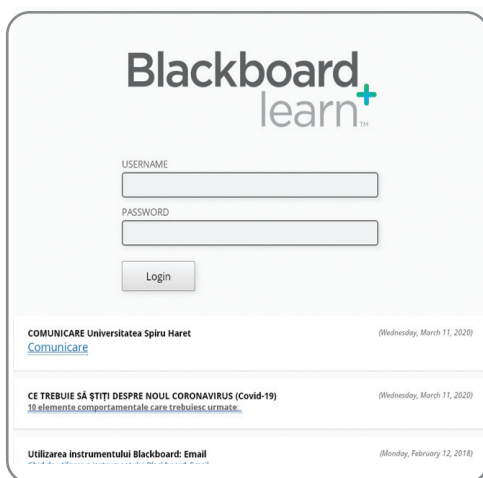 Blackboard
learn+™
USERNAME
PASSWORD
Login
COMUNICARE Universitatea Spiru Haret (Wednesday, March 11, 2020)
Comunicare
CE TREBUIE SĂ ȘTIȚI DESPRE NOUL CORONAVIRUS (Covid-19) (Wednesday, March 11, 2020)
10 elemente comportamentale care trebuiesc urmate.
Utilizarea instrumentului Blackboard: Email (Monday, February 12, 2018)